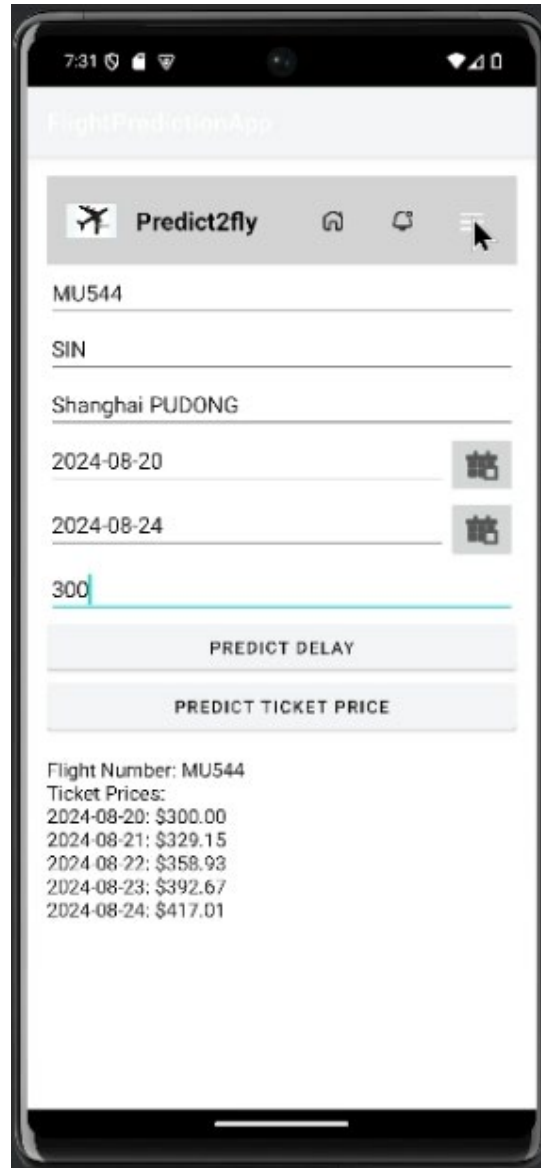 7:31
FlightPredictionApp
Predict2fly
MU544
SIN
Shanghai PUDONG
2024-08-20
2024-08-24
300
PREDICT DELAY
PREDICT TICKET PRICE
Flight Number: MU544
Ticket Prices:
2024-08-20: $300.00
2024-08-21: $329.15
2024-08-22: $358.93
2024-08-23: $392.67
2024-08-24: $417.01